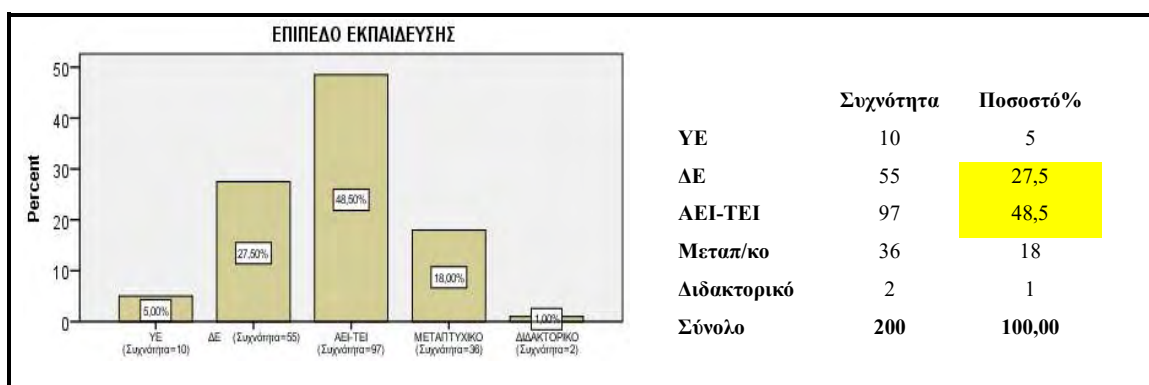 ΕΠΙΠΕΔΟ ΕΚΠΑΙΔΕΥΣΗΣ
Percent
50
40
30
20
10
0
5,00%
27,50%
48,50%
18,00%
1,00%
ΥΕ
(Συχνότητα=10)
ΔΕ (Συχνότητα=55)
ΑΕΙ-ΤΕΙ
(Συχνότητα=97)
ΜΕΤΑΠΤΥΧΙΚΟ
(Συχνότητα=36)
ΔΙΔΑΚΤΟΡΙΚΟ
(Συχνότητα=2)
Συχνότητα Ποσοστό%
ΥΕ 10 5
ΔΕ 55 27,5
ΑΕΙ-ΤΕΙ 97 48,5
Μεταπ/κο 36 18
Διδακτορικό 2 1
Σύνολο 200 100,00